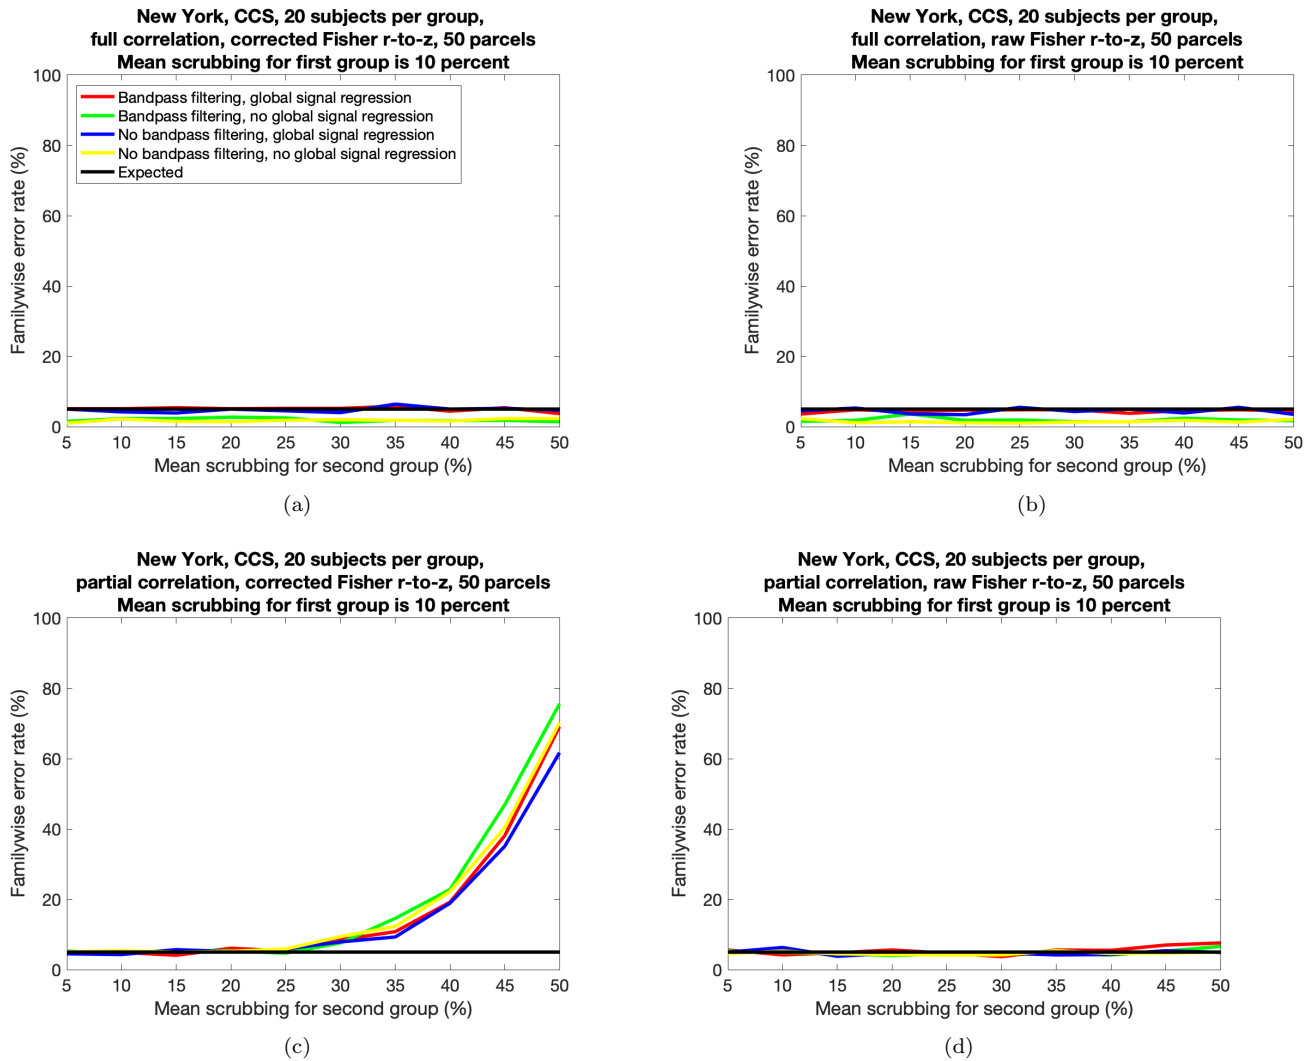 New York, CCS, 20 subjects per group,
full correlation, corrected Fisher r-to-z, 50 parcels
Mean scrubbing for first group is 10 percent
100
80
60
40
20
0
Familywise error rate (%)
Bandpass filtering, global signal regression
Bandpass filtering, no global signal regression
No bandpass filtering, global signal regression
No bandpass filtering, no global signal regression
Expected
5 10 15 20 25 30 35 40 45 50
Mean scrubbing for second group (%)
(a)
New York, CCS, 20 subjects per group,
full correlation, raw Fisher r-to-z, 50 parcels
Mean scrubbing for first group is 10 percent
100
80
60
40
20
0
Familywise error rate (%)
5 10 15 20 25 30 35 40 45 50
Mean scrubbing for second group (%)
(b)
New York, CCS, 20 subjects per group,
partial correlation, corrected Fisher r-to-z, 50 parcels
Mean scrubbing for first group is 10 percent
100
80
60
40
20
0
Familywise error rate (%)
5 10 15 20 25 30 35 40 45 50
Mean scrubbing for second group (%)
(c)
New York, CCS, 20 subjects per group,
partial correlation, raw Fisher r-to-z, 50 parcels
Mean scrubbing for first group is 10 percent
100
80
60
40
20
0
Familywise error rate (%)
5 10 15 20 25 30 35 40 45 50
Mean scrubbing for second group (%)
(d)